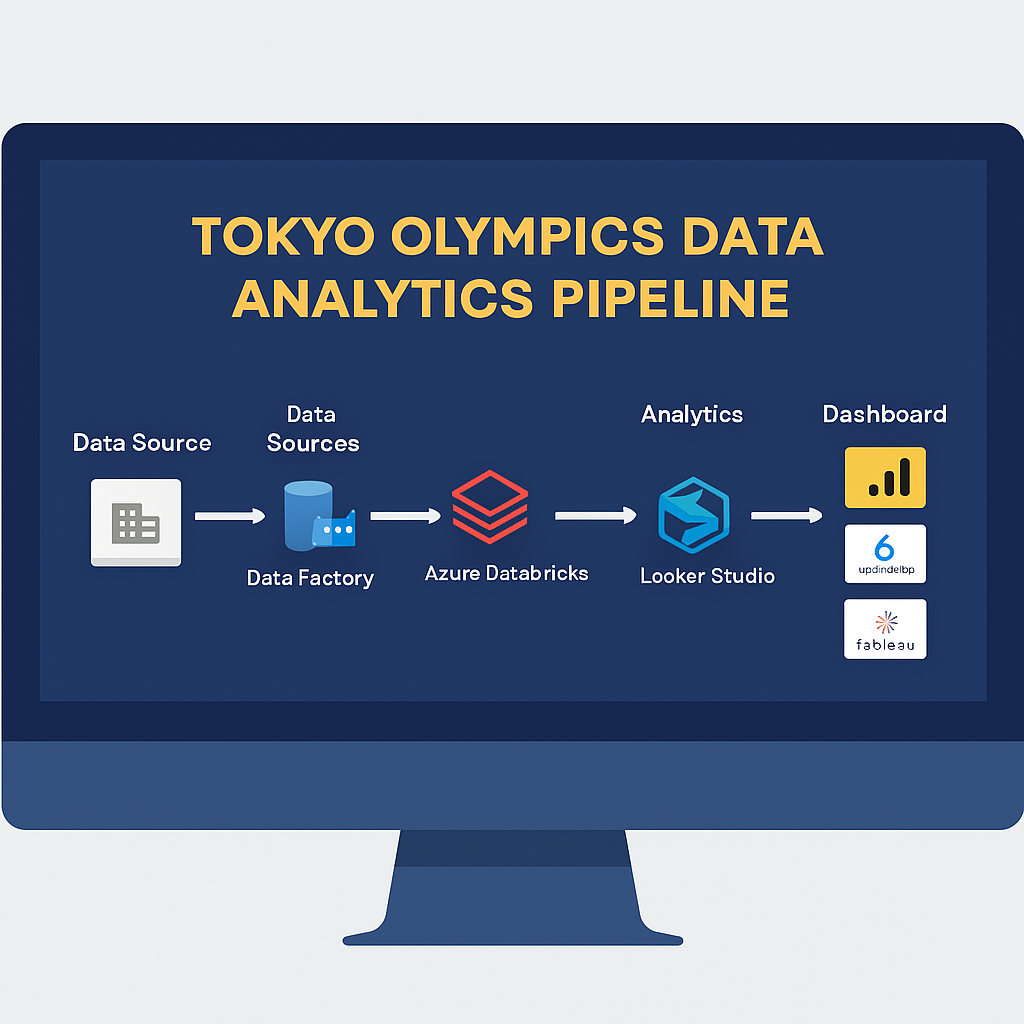 TOKYO OLYMPICS DATA
ANALYTICS PIPELINE
Data Source
Data
Sources
Data Factory
Azure Databricks
Analytics
Looker Studio
Dashboard
6
updindelbp
fableau